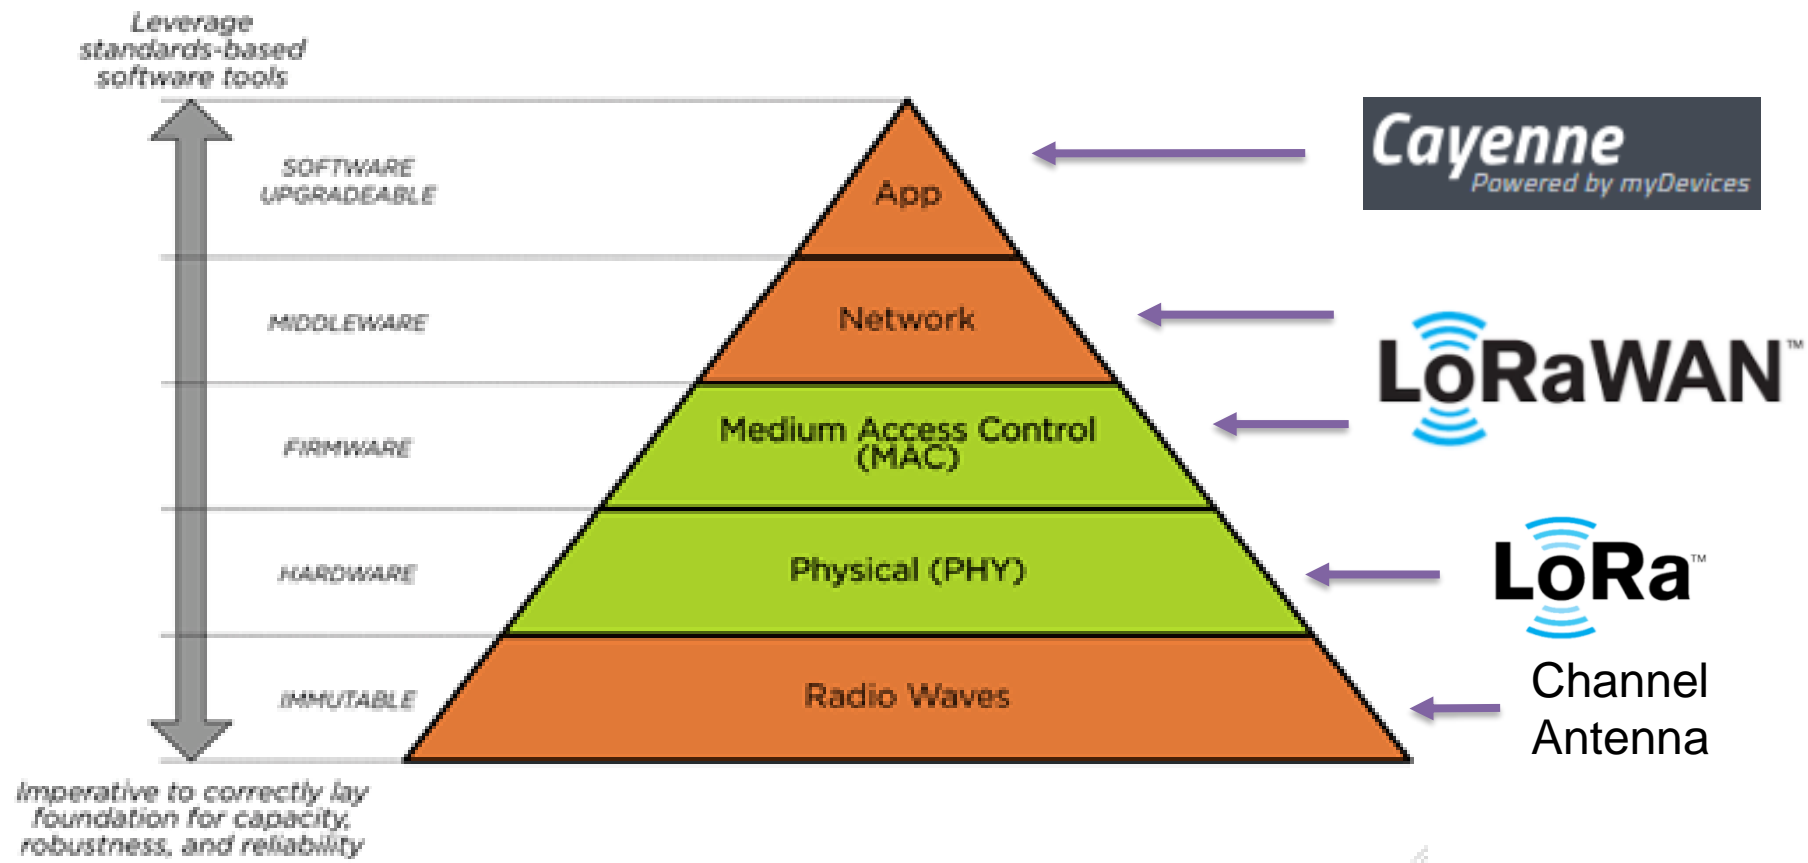 Leverage
standards-based
software tools
SOFTWARE
UPGRADEABLE
App
Cayenne
Powered by myDevices
MIDDLEWARE
Network
LoRaWAN™
FIRMWARE
Medium Access Control
(MAC)
HARDWARE
Physical (PHY)
LoRa™
IMMUTABLE
Radio Waves
Channel
Antenna
Imperative to correctly lay
foundation for capacity,
robustness, and reliability